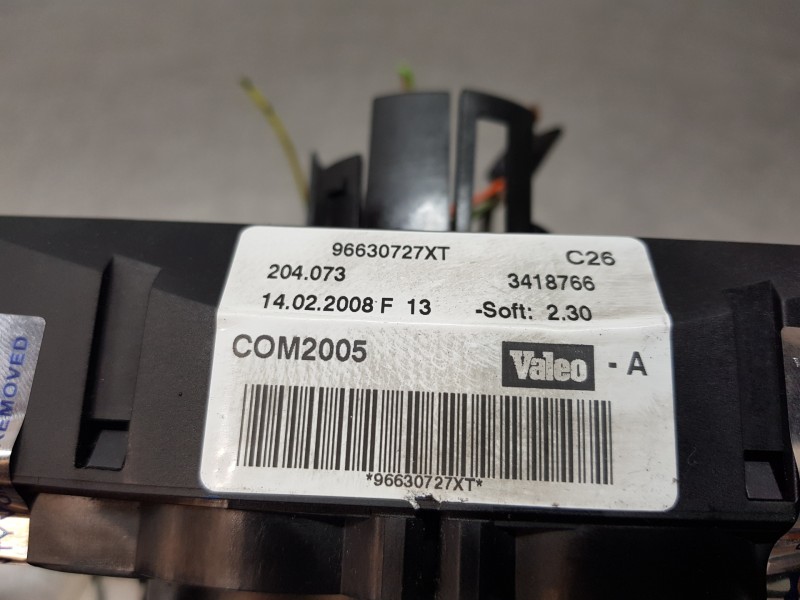 96630727XT C26
204.073 3418766
14.02.2008 F 13 -Soft: 2.30
COM2005 Valeo - A
*96630727XT*
REMOVED